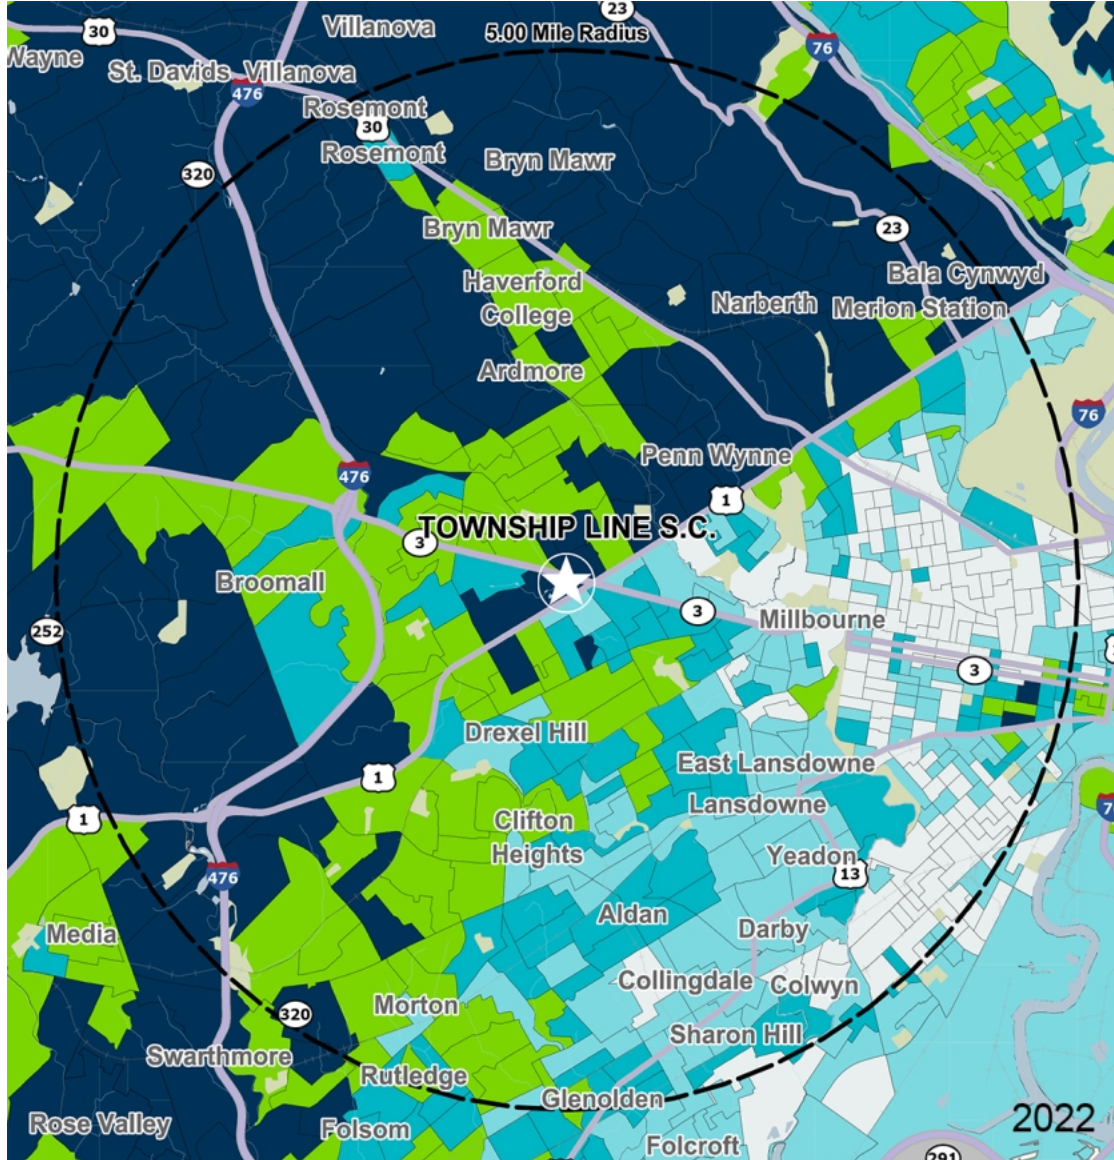 23
Villanova
30
5.00 Mile Radius
76
Wayne
St. Davids
Villanova
476
Rosemont
30
Rosemont
Bryn Mawr
320
Bryn Mawr
23
Bala Cynwyd
Haverford
College
Narberth
Merion Station
Ardmore
76
Penn Wynne
476
1
TOWNSHIP LINE S.C.
3
Broomall
3
Millbourne
252
3
Drexel Hill
East Lansdowne
1
Lansdowne
1
Clifton
Heights
Yeadon
13
476
Media
Aldan
Darby
Collingdale
Colwyn
Morton
320
Sharon Hill
Swarthmore
Rutledge
Glenolden
Rose Valley
Folsom
2022
Folcroft
291